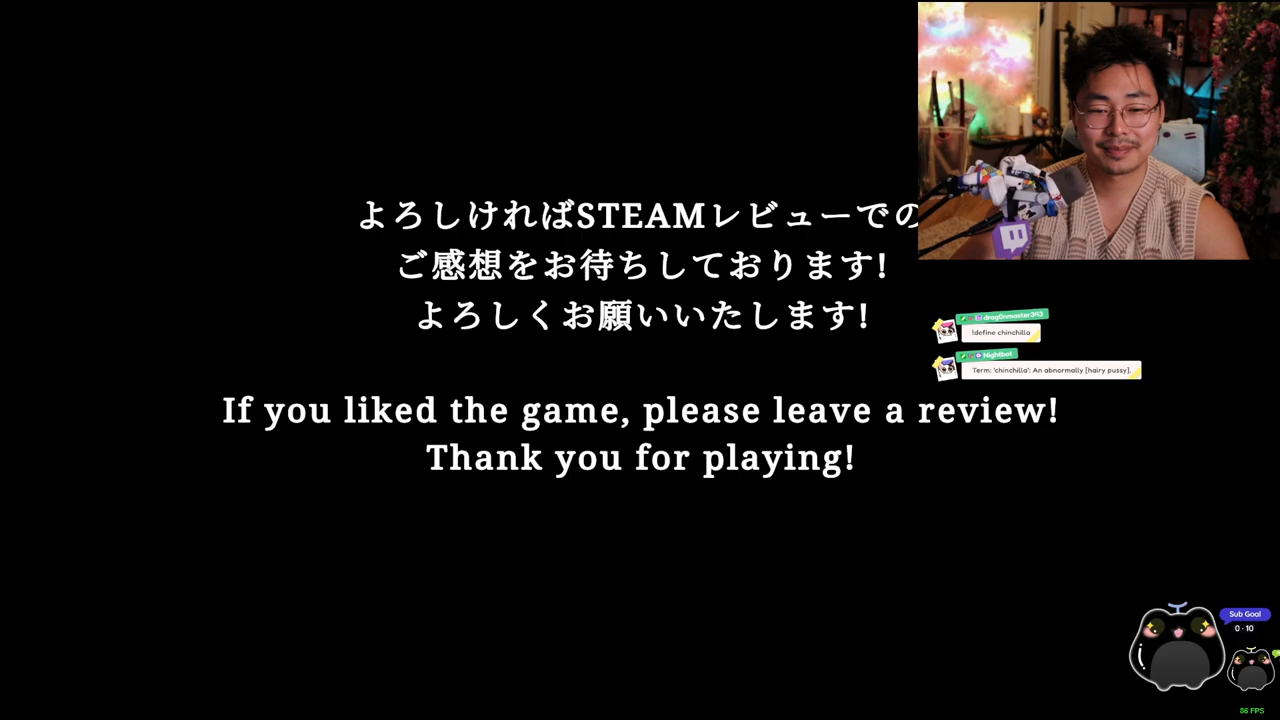 よろしければSTEAMレビューでの
ご感想をお待ちしております!
よろしくお願いいたします!
If you liked the game, please leave a review!
Thank you for playing!
drag0nmaster343
!define chinchilla
Nightbot
Term: 'chinchilla': An abnormally [hairy pussy].
Sub Goal
0 - 10
86 FPS